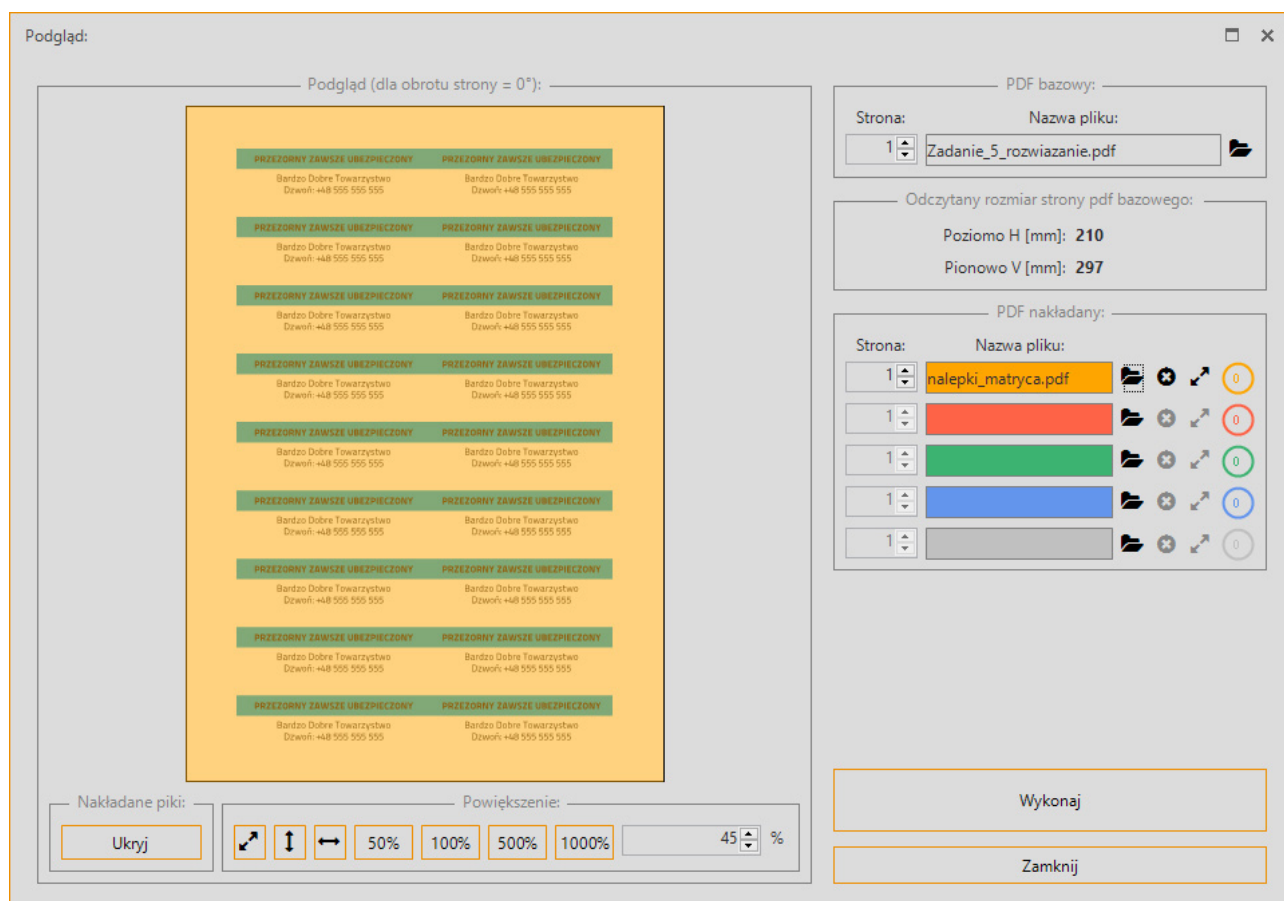 Podgląd:
Podgląd (dla obrotu strony = 0°):
PRZEZORNY ZAWSZE UBEZPIECZONY PRZEZORNY ZAWSZE UBEZPIECZONY
Bardzo Dobre Towarzystwo Bardzo Dobre Towarzystwo
Dzwoń: +48 555 555 555 Dzwoń: +48 555 555 555
PRZEZORNY ZAWSZE UBEZPIECZONY PRZEZORNY ZAWSZE UBEZPIECZONY
Bardzo Dobre Towarzystwo Bardzo Dobre Towarzystwo
Dzwoń: +48 555 555 555 Dzwoń: +48 555 555 555
PRZEZORNY ZAWSZE UBEZPIECZONY PRZEZORNY ZAWSZE UBEZPIECZONY
Bardzo Dobre Towarzystwo Bardzo Dobre Towarzystwo
Dzwoń: +48 555 555 555 Dzwoń: +48 555 555 555
PRZEZORNY ZAWSZE UBEZPIECZONY PRZEZORNY ZAWSZE UBEZPIECZONY
Bardzo Dobre Towarzystwo Bardzo Dobre Towarzystwo
Dzwoń: +48 555 555 555 Dzwoń: +48 555 555 555
PRZEZORNY ZAWSZE UBEZPIECZONY PRZEZORNY ZAWSZE UBEZPIECZONY
Bardzo Dobre Towarzystwo Bardzo Dobre Towarzystwo
Dzwoń: +48 555 555 555 Dzwoń: +48 555 555 555
PRZEZORNY ZAWSZE UBEZPIECZONY PRZEZORNY ZAWSZE UBEZPIECZONY
Bardzo Dobre Towarzystwo Bardzo Dobre Towarzystwo
Dzwoń: +48 555 555 555 Dzwoń: +48 555 555 555
PRZEZORNY ZAWSZE UBEZPIECZONY PRZEZORNY ZAWSZE UBEZPIECZONY
Bardzo Dobre Towarzystwo Bardzo Dobre Towarzystwo
Dzwoń: +48 555 555 555 Dzwoń: +48 555 555 555
PRZEZORNY ZAWSZE UBEZPIECZONY PRZEZORNY ZAWSZE UBEZPIECZONY
Bardzo Dobre Towarzystwo Bardzo Dobre Towarzystwo
Dzwoń: +48 555 555 555 Dzwoń: +48 555 555 555
PRZEZORNY ZAWSZE UBEZPIECZONY PRZEZORNY ZAWSZE UBEZPIECZONY
Bardzo Dobre Towarzystwo Bardzo Dobre Towarzystwo
Dzwoń: +48 555 555 555 Dzwoń: +48 555 555 555
Nakładane piki:
Ukryj
Powiększenie:
50% 100% 500% 1000% 45 %
PDF bazowy:
Strona: Nazwa pliku:
1 Zadanie_5_rozwiazanie.pdf
Odczytany rozmiar strony pdf bazowego:
Poziomo H [mm]: 210
Pionowo V [mm]: 297
PDF nakładany:
Strona: Nazwa pliku:
1 nalepki_matryca.pdf 0
1 0
1 0
1 0
1 0
Wykonaj
Zamknij